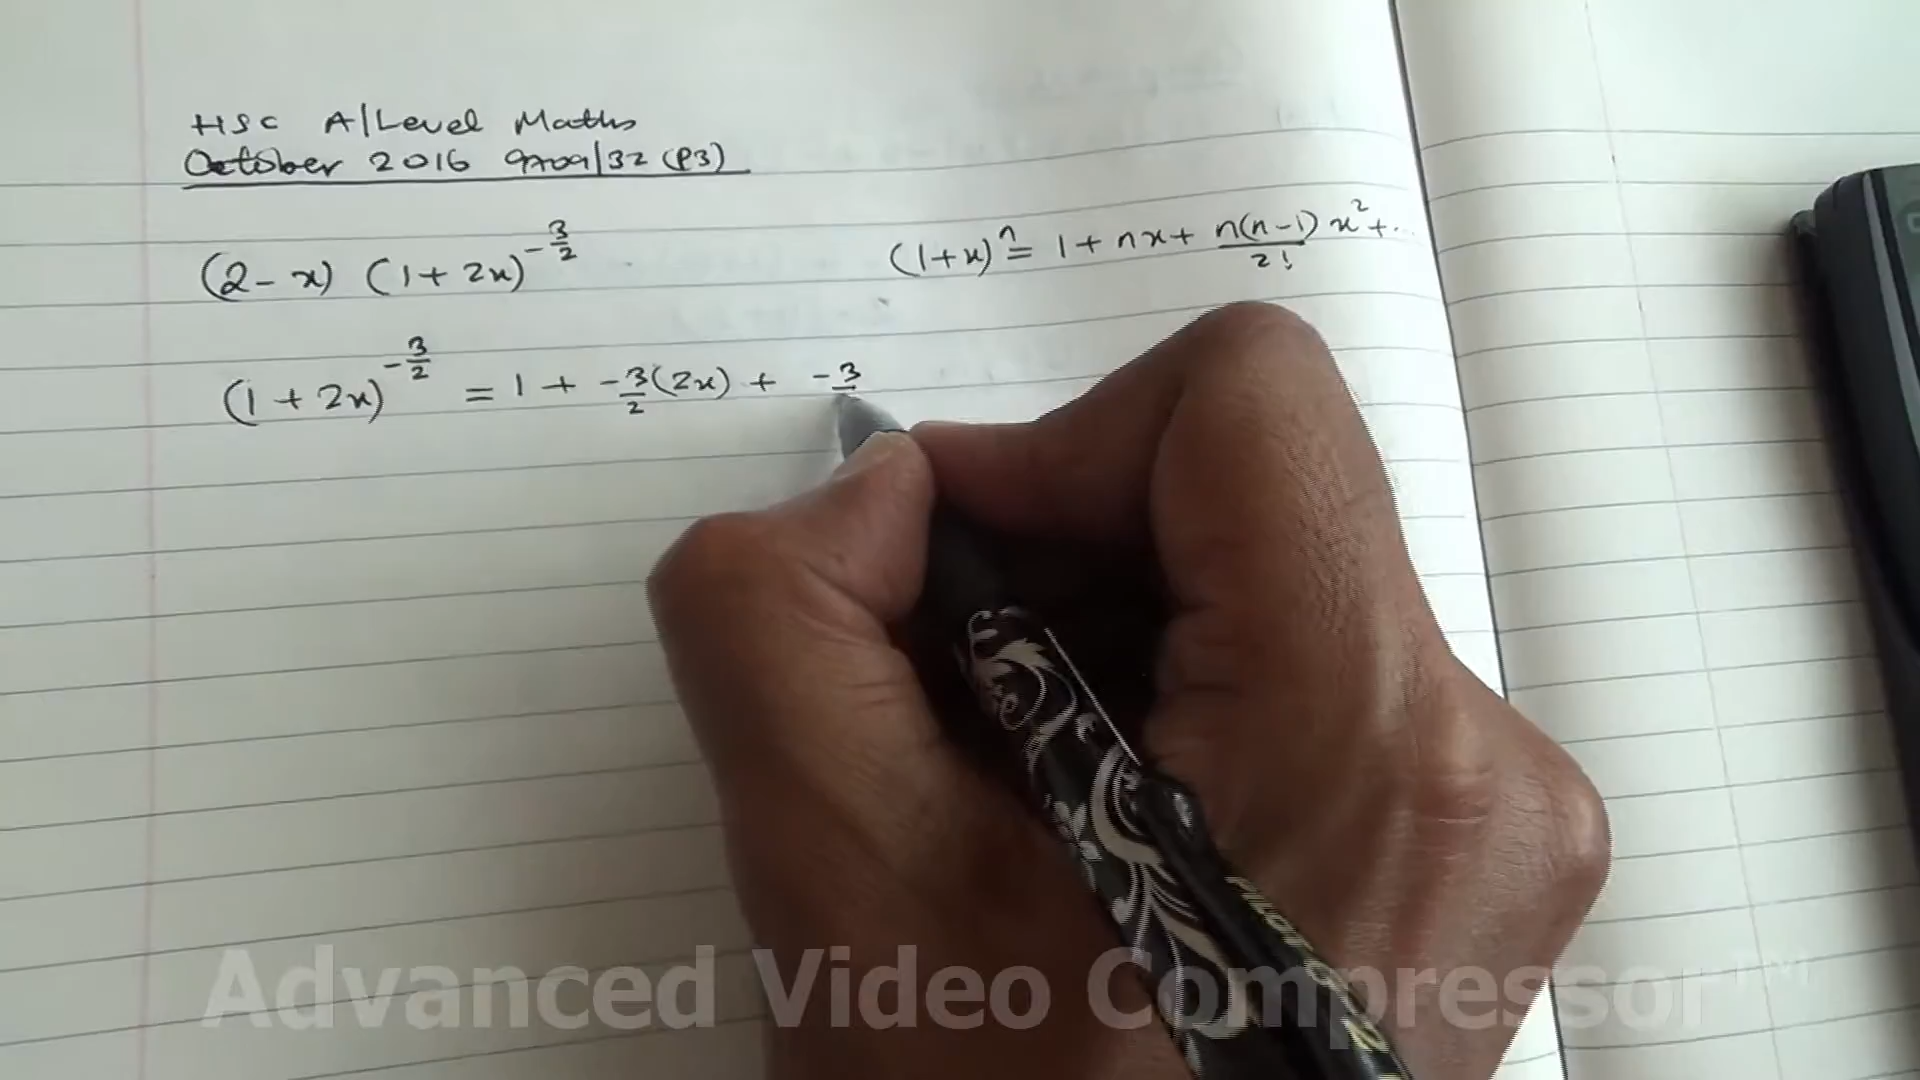 HSC A/Level Maths
October 2016 9709/32 (P3)
(2 - x) (1 + 2x)^{-3/2}
(1+x)^n = 1 + nx + n(n-1)/2! x^2 + ...
(1 + 2x)^{-3/2} = 1 + -3/2 (2x) + -3
PILOT
Advanced Video Compressor